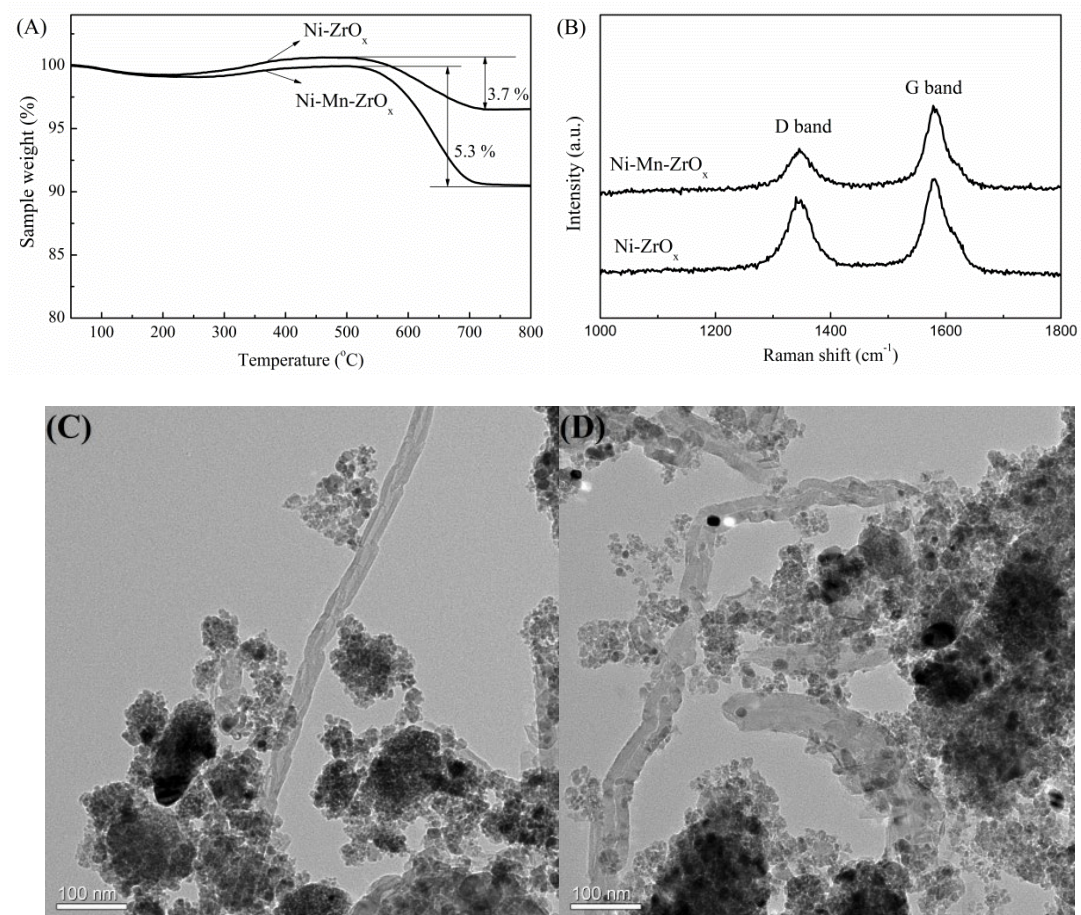 (A)
Ni-ZrOx
Ni-Mn-ZrOx
3.7 %
5.3 %
100
95
90
85
80
100 200 300 400 500 600 700 800
Sample weight (%)
Temperature (°C)
(B)
G band
D band
Ni-Mn-ZrOx
Ni-ZrOx
Intensity (a.u.)
1000 1200 1400 1600 1800
Raman shift (cm-1)
(C)
100 nm
(D)
100 nm